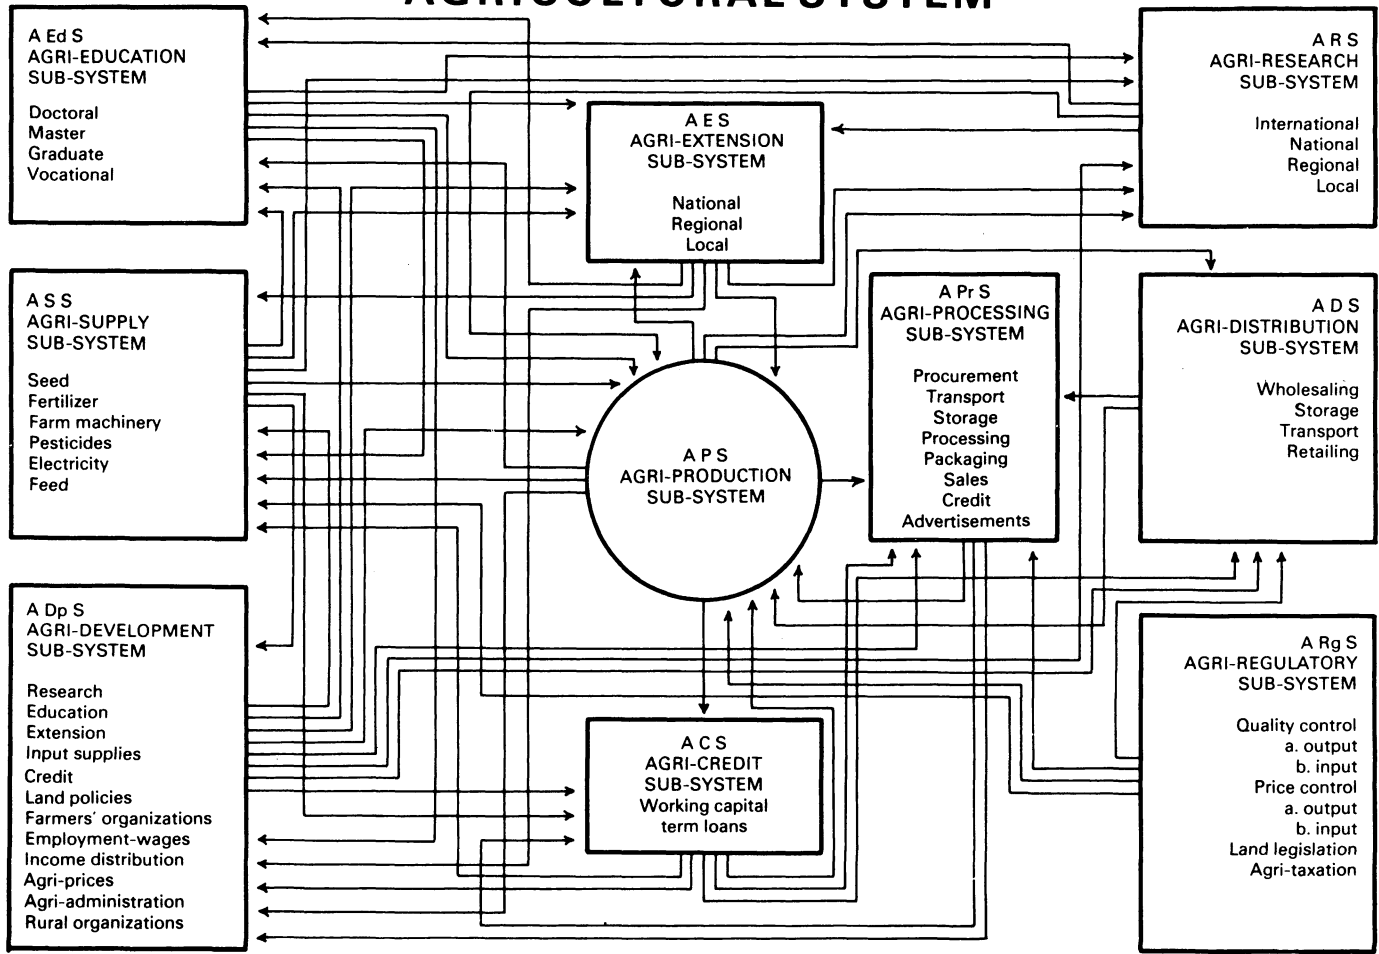 AGRICULTURAL SYSTEM
A Ed S
AGRI-EDUCATION
SUB-SYSTEM
Doctoral
Master
Graduate
Vocational
A R S
AGRI-RESEARCH
SUB-SYSTEM
International
National
Regional
Local
A E S
AGRI-EXTENSION
SUB-SYSTEM
National
Regional
Local
A S S
AGRI-SUPPLY
SUB-SYSTEM
Seed
Fertilizer
Farm machinery
Pesticides
Electricity
Feed
A Pr S
AGRI-PROCESSING
SUB-SYSTEM
Procurement
Transport
Storage
Processing
Packaging
Sales
Credit
Advertisements
A D S
AGRI-DISTRIBUTION
SUB-SYSTEM
Wholesaling
Storage
Transport
Retailing
A P S
AGRI-PRODUCTION
SUB-SYSTEM
A Dp S
AGRI-DEVELOPMENT
SUB-SYSTEM
Research
Education
Extension
Input supplies
Credit
Land policies
Farmers' organizations
Employment-wages
Income distribution
Agri-prices
Agri-administration
Rural organizations
A C S
AGRI-CREDIT
SUB-SYSTEM
Working capital
term loans
A Rg S
AGRI-REGULATORY
SUB-SYSTEM
Quality control
a. output
b. input
Price control
a. output
b. input
Land legislation
Agri-taxation